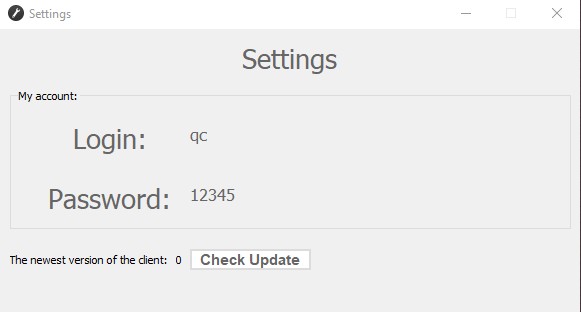 Settings
Settings
My account:
Login: qc
Password: 12345
The newest version of the client: 0 Check Update